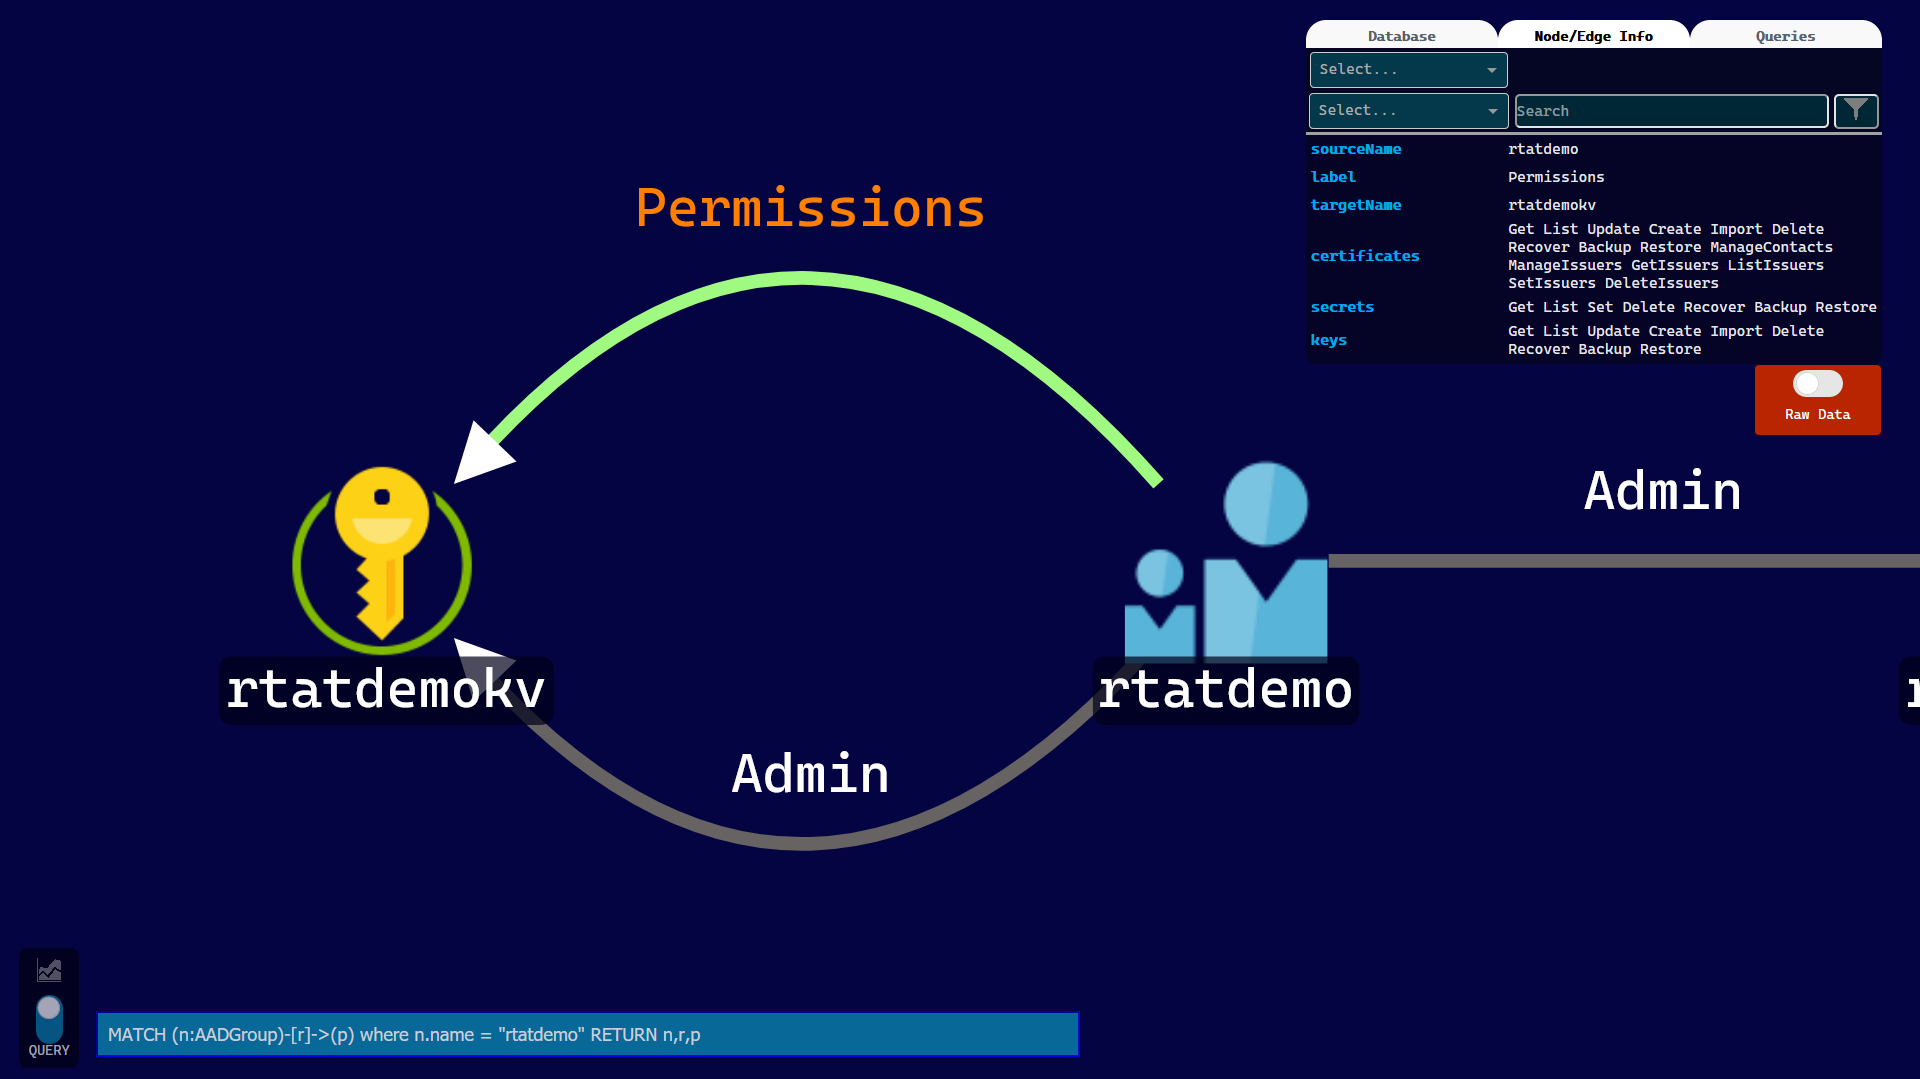 Database Node/Edge Info Queries
Select...
Select... Search
sourceName rtatdemo
label Permissions
targetName rtatdemokv
certificates Get List Update Create Import Delete
Recover Backup Restore ManageContacts
ManageIssuers GetIssuers ListIssuers
SetIssuers DeleteIssuers
secrets Get List Set Delete Recover Backup Restore
keys Get List Update Create Import Delete
Recover Backup Restore
Raw Data
Permissions
Admin
rtatdemokv
rtatdemo
Admin
QUERY
MATCH (n:AADGroup)-[r]->(p) where n.name = "rtatdemo" RETURN n,r,p